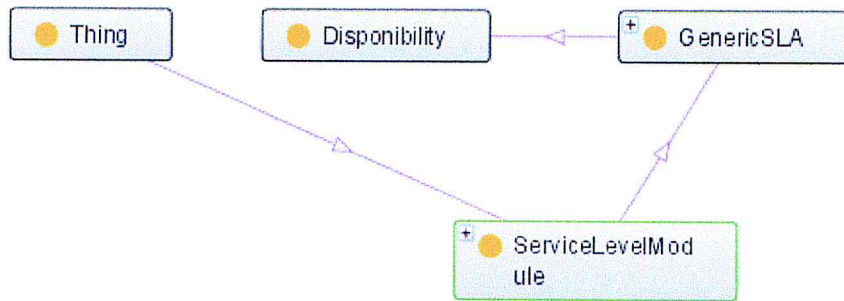 Thing
Disponibility
+ GenericSLA
+ ServiceLevelMod
ule